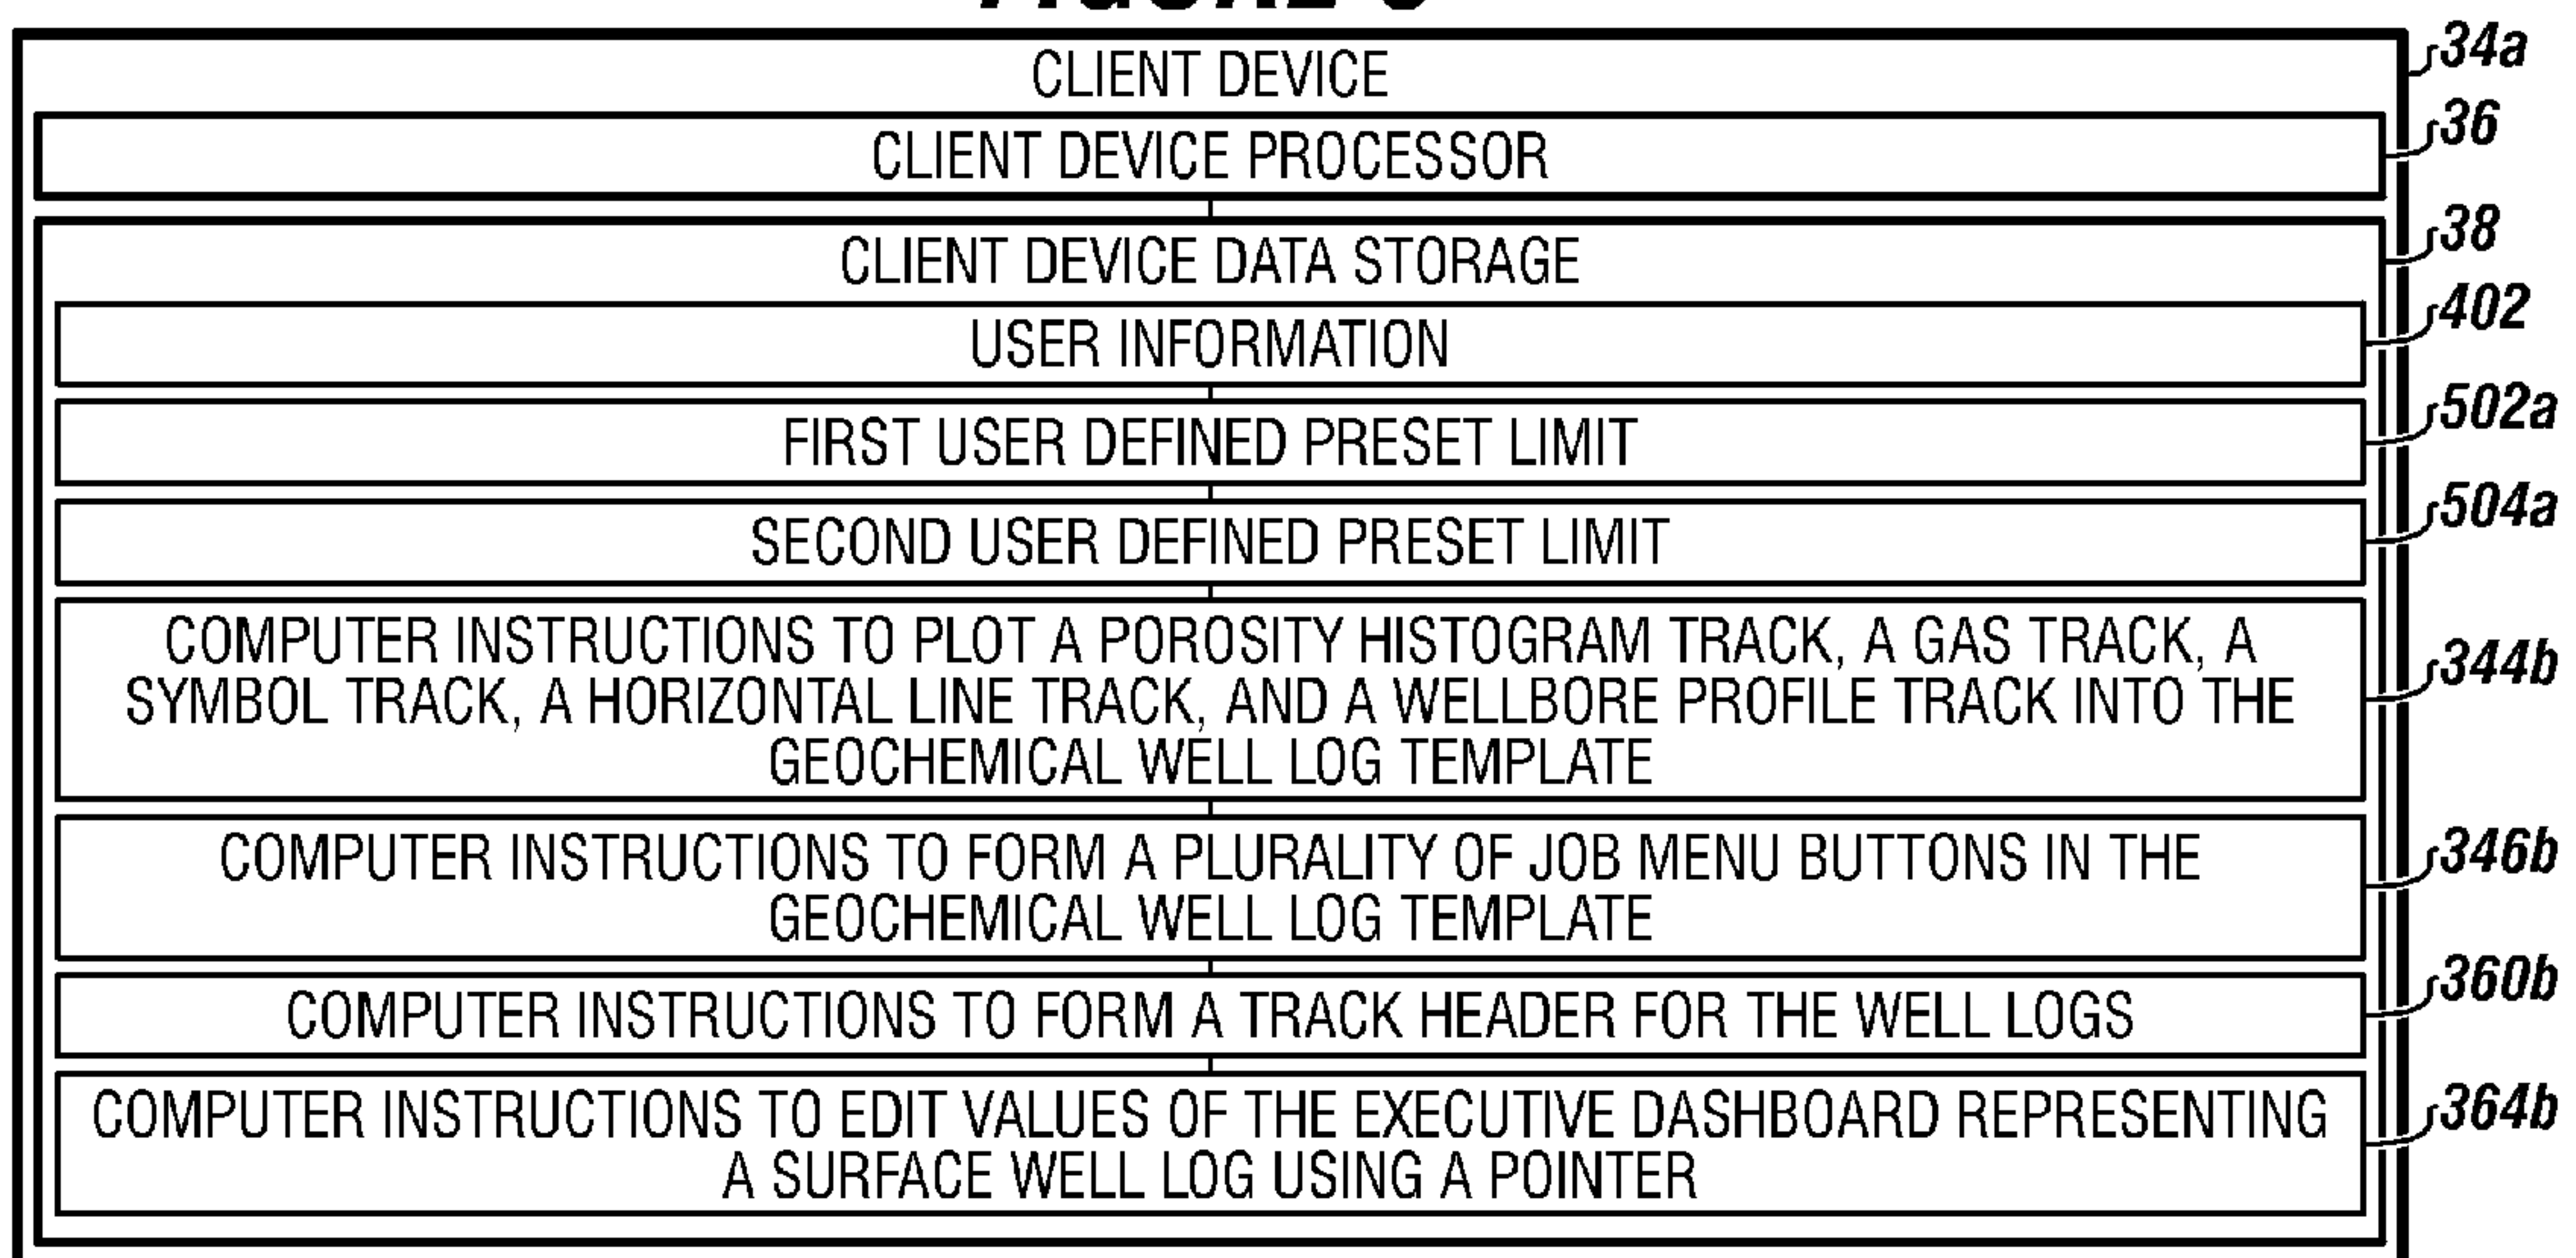 CLIENT DEVICE
34a
CLIENT DEVICE PROCESSOR
36
CLIENT DEVICE DATA STORAGE
38
USER INFORMATION
402
FIRST USER DEFINED PRESET LIMIT
502a
SECOND USER DEFINED PRESET LIMIT
504a
COMPUTER INSTRUCTIONS TO PLOT A POROSITY HISTOGRAM TRACK, A GAS TRACK, A
SYMBOL TRACK, A HORIZONTAL LINE TRACK, AND A WELLBORE PROFILE TRACK INTO THE
GEOCHEMICAL WELL LOG TEMPLATE
344b
COMPUTER INSTRUCTIONS TO FORM A PLURALITY OF JOB MENU BUTTONS IN THE
GEOCHEMICAL WELL LOG TEMPLATE
346b
COMPUTER INSTRUCTIONS TO FORM A TRACK HEADER FOR THE WELL LOGS
360b
COMPUTER INSTRUCTIONS TO EDIT VALUES OF THE EXECUTIVE DASHBOARD REPRESENTING
A SURFACE WELL LOG USING A POINTER
364b